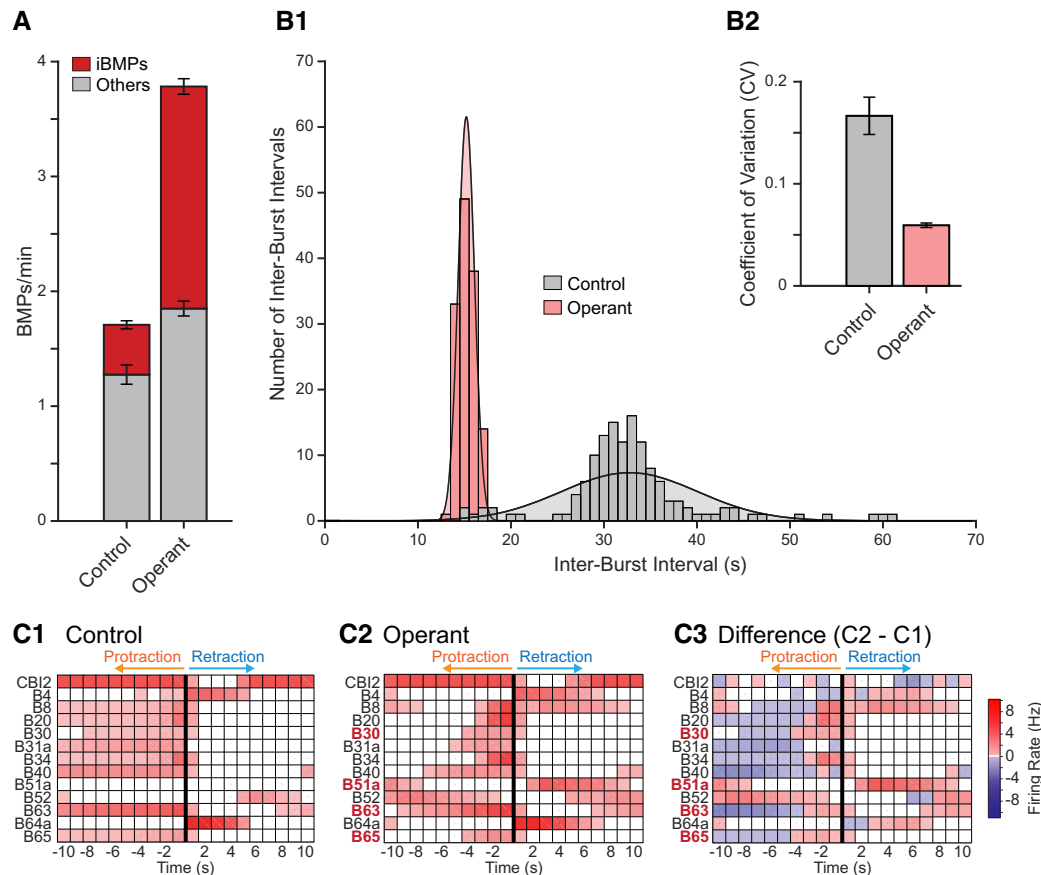 A
iBMPs
Others
BMPs/min
4
3
2
1
0
Control
Operant
B1
Number of Inter-Burst Intervals
70
60
50
40
30
20
10
0
Control
Operant
0 10 20 30 40 50 60 70
Inter-Burst Interval (s)
B2
Coefficient of Variation (CV)
0.2
0.1
0
Control
Operant
C1 Control
Protraction Retraction
CBI2
B4
B8
B20
B30
B31a
B34
B40
B51a
B52
B63
B64a
B65
-10 -8 -6 -4 -2 2 4 6 8 10
Time (s)
C2 Operant
Protraction Retraction
CBI2
B4
B8
B20
B30
B31a
B34
B40
B51a
B52
B63
B64a
B65
-10 -8 -6 -4 -2 2 4 6 8 10
Time (s)
C3 Difference (C2 - C1)
Protraction Retraction
CBI2
B4
B8
B20
B30
B31a
B34
B40
B51a
B52
B63
B64a
B65
-10 -8 -6 -4 -2 2 4 6 8 10
Time (s)
8
4
0
-4
-8
Firing Rate (Hz)